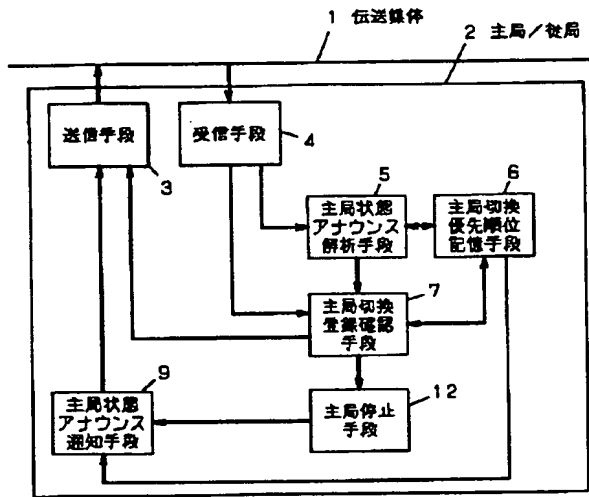 1 伝送媒体
2 主局/従局
送信手段
3
受信手段
4
5
主局状態
アナウンス
解析手段
6
主局切換
優先順位
記憶手段
7
主局切換
登録確認
手段
9
主局状態
アナウンス
通知手段
12
主局停止
手段